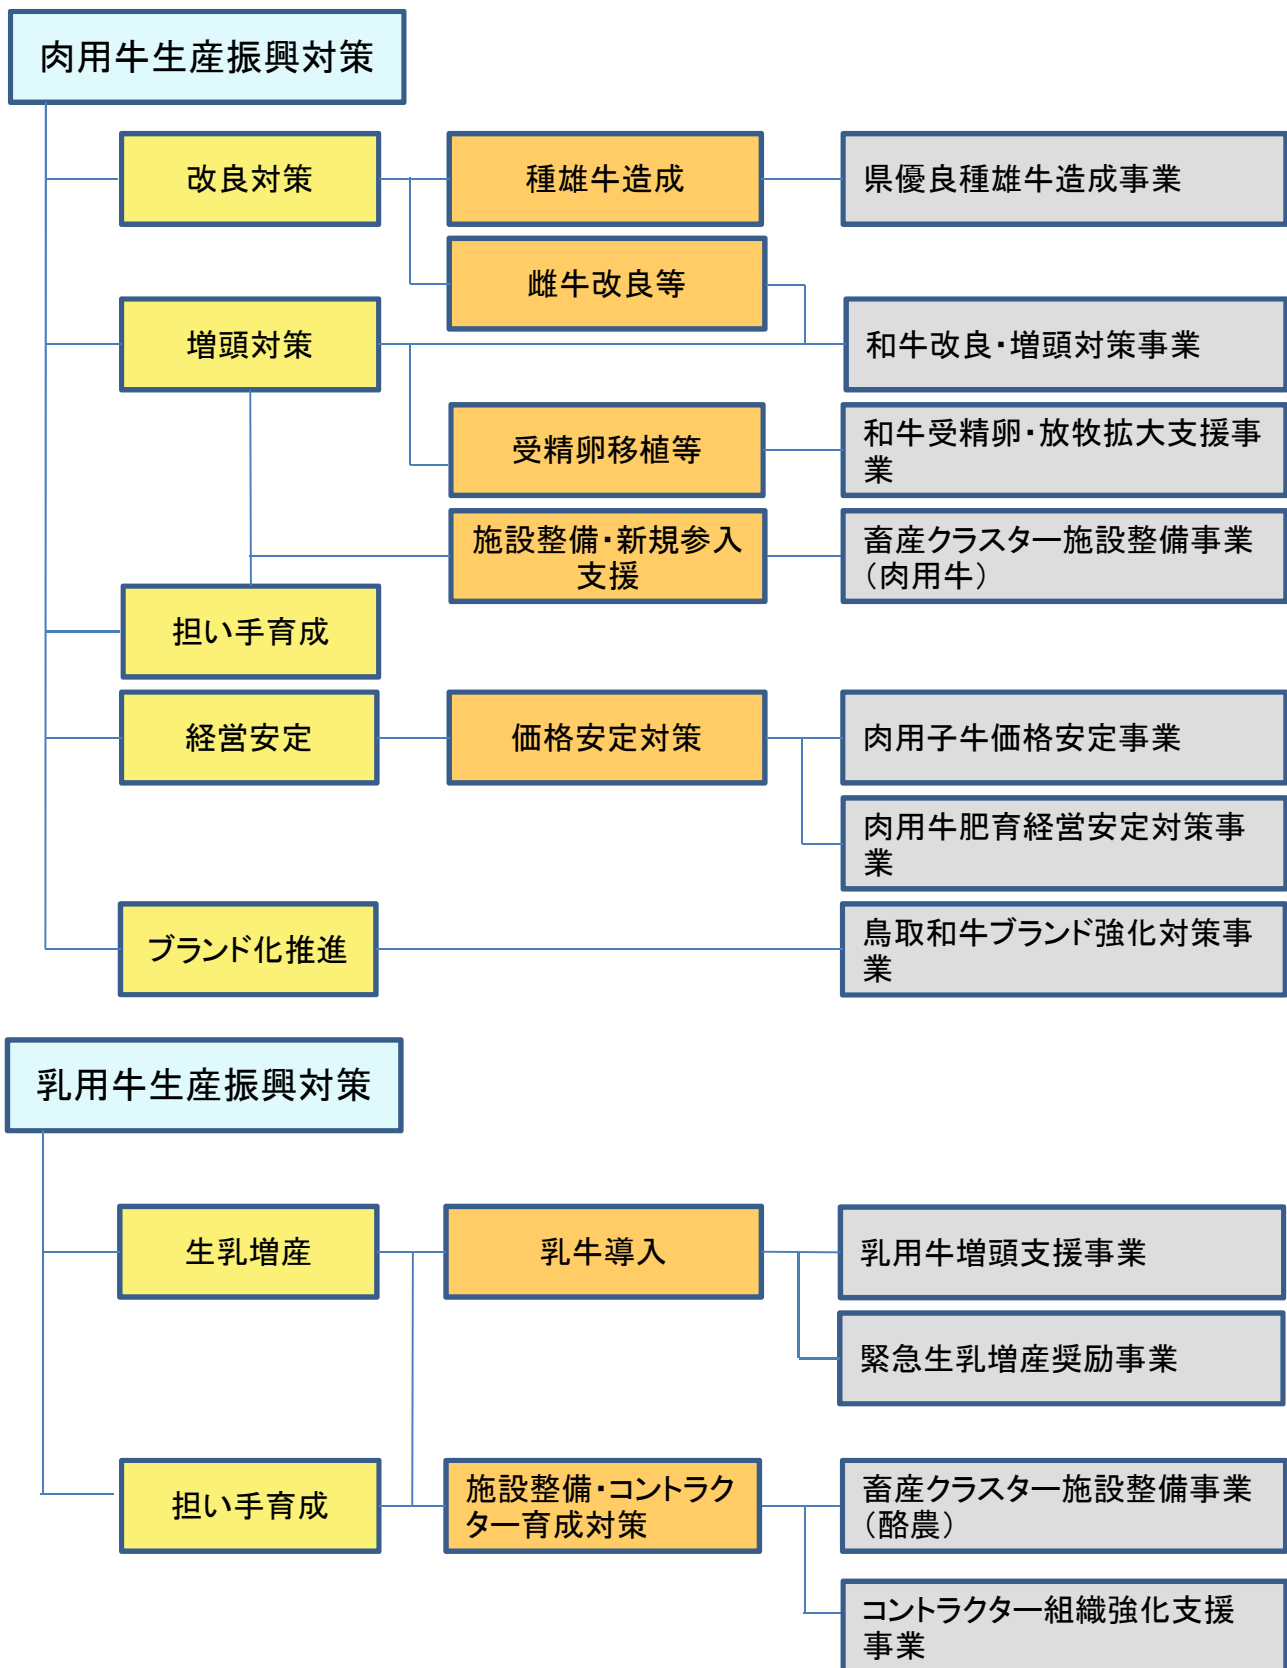 肉用牛生産振興対策
改良対策
種雄牛造成
県優良種雄牛造成事業
雌牛改良等
増頭対策
和牛改良・増頭対策事業
受精卵移植等
和牛受精卵・放牧拡大支援事
業
施設整備・新規参入
支援
畜産クラスター施設整備事業
（肉用牛）
担い手育成
経営安定
価格安定対策
肉用子牛価格安定事業
肉用牛肥育経営安定対策事
業
ブランド化推進
鳥取和牛ブランド強化対策事
業
乳用牛生産振興対策
生乳増産
乳牛導入
乳用牛増頭支援事業
緊急生乳増産奨励事業
担い手育成
施設整備・コントラク
ター育成対策
畜産クラスター施設整備事業
（酪農）
コントラクター組織強化支援
事業